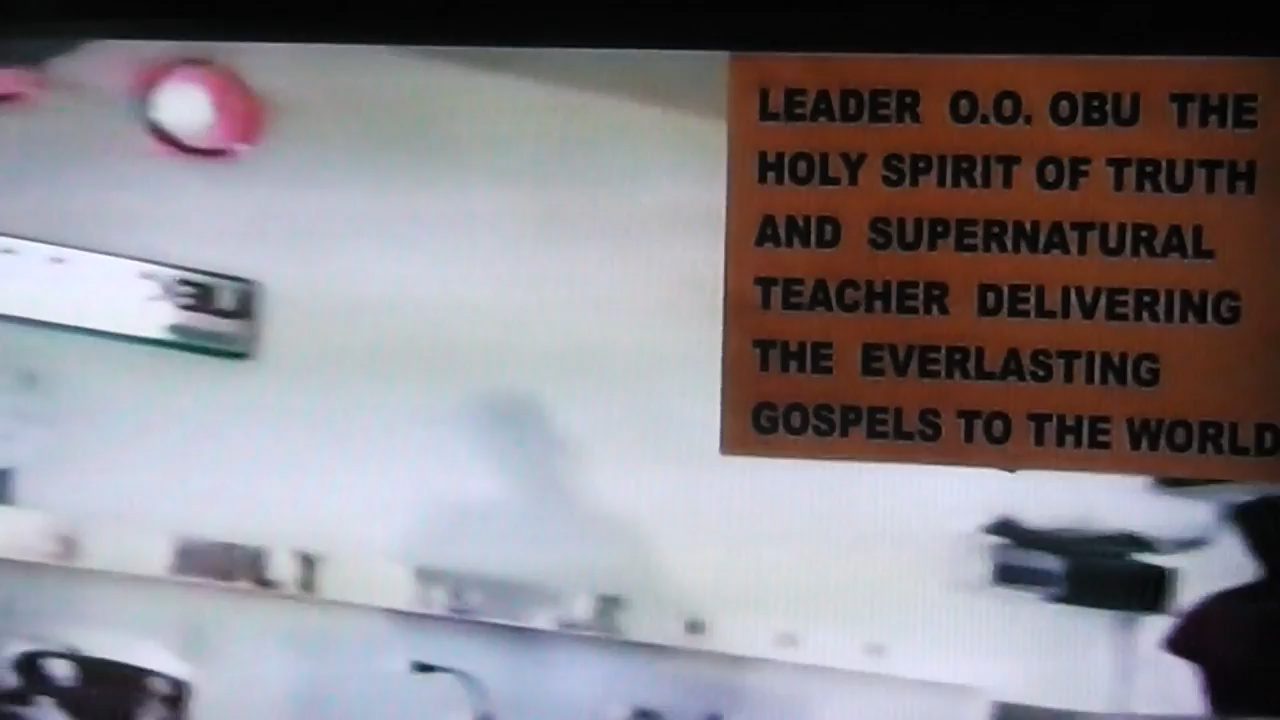 LEADER O.O. OBU THE
HOLY SPIRIT OF TRUTH
AND SUPERNATURAL
TEACHER DELIVERING
THE EVERLASTING
GOSPELS TO THE WORLD